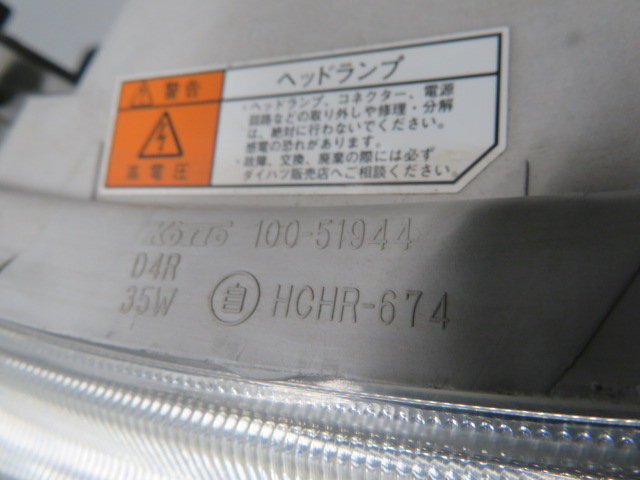 警告
高電圧
ヘッドランプ
・ヘッドランプ、コネクター、電源
回路などの取り外しや修理・分解
は、絶対に行わないでください。
感電の恐れがあります。
・故障、交換、廃棄の際には必ず
ダイハツ販売店へご相談ください。
KOITO 100-51944
D4R
35W 自 HCHR-674